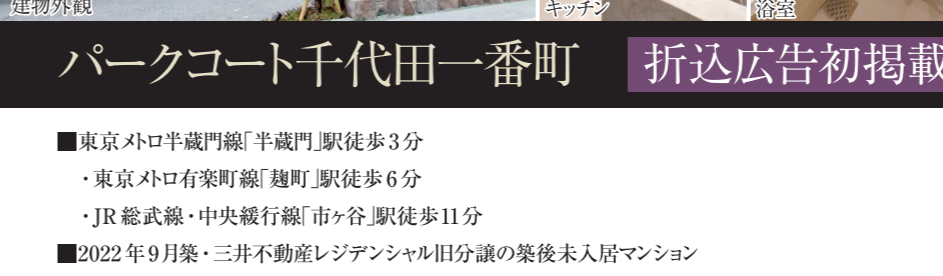 建物外観
キッチン
浴室
パークコート千代田一番町 折込広告初掲載
■東京メトロ半蔵門線「半蔵門」駅徒歩3分
・東京メトロ有楽町線「麹町」駅徒歩6分
・JR総武線・中央緩行線「市ヶ谷」駅徒歩11分
■2022年9月築・三井不動産レジデンシャル旧分譲の築後未入居マンション